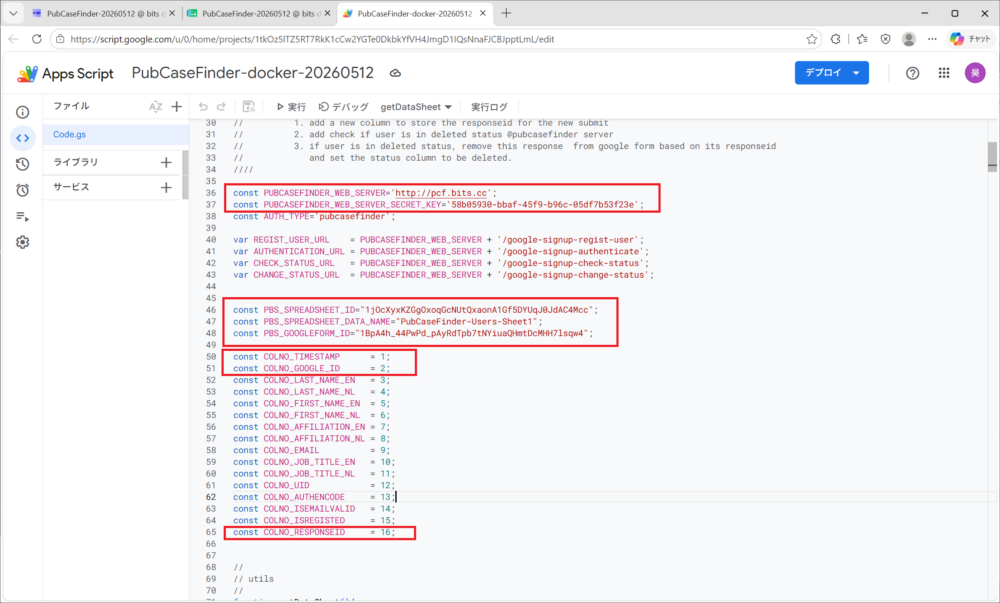 PubCaseFinder-20260512 @ bits d
PubCaseFinder-20260512 @ bits d
PubCaseFinder-docker-20260512 -
https://script.google.com/u/0/home/projects/1tkOz5lTZ5RT7RkK1cCw2YGTe0DkbkYfVH4JmgD1IQsNnaFJCBJpptLmL/edit
チャット
Apps Script
PubCaseFinder-docker-20260512
デプロイ
昊
ファイル
AZ
実行
デバッグ
getDataSheet
実行ログ
Code.gs
ライブラリ
サービス
30 // 1. add a new column to store the responseid for the new submit
31 // 2. add check if user is in deleted status @pubcasefinder server
32 // 3. if user is in deleted status, remove this response  from google form based on its responseid
33 // and set the status column to be deleted.
34 ////
35
36 const PUBCASEFINDER_WEB_SERVER='http://pcf.bits.cc';
37 const PUBCASEFINDER_WEB_SERVER_SECRET_KEY='58b05930-bbaf-45f9-b96c-05df7b53f23e';
38 const AUTH_TYPE='pubcasefinder';
39
40 var REGIST_USER_URL    = PUBCASEFINDER_WEB_SERVER + '/google-signup-regist-user';
41 var AUTHENTICATION_URL = PUBCASEFINDER_WEB_SERVER + '/google-signup-authenticate';
42 var CHECK_STATUS_URL   = PUBCASEFINDER_WEB_SERVER + '/google-signup-check-status';
43 var CHANGE_STATUS_URL  = PUBCASEFINDER_WEB_SERVER + '/google-signup-change-status';
44
45
46 const PBS_SPREADSHEET_ID="1jOcXyxKZGgOxoqGcNUtQxaonA1Gf5DYUqJ0JdAC4Mcc";
47 const PBS_SPREADSHEET_DATA_NAME="PubCaseFinder-Users-Sheet1";
48 const PBS_GOOGLEFORM_ID="1BpA4h_44PwPd_pAyRdTpb7tNYiuaQHmtDcMHH7lsqw4";
49
50 const COLNO_TIMESTAMP      = 1;
51 const COLNO_GOOGLE_ID      = 2;
52 const COLNO_LAST_NAME_EN   = 3;
53 const COLNO_LAST_NAME_NL   = 4;
54 const COLNO_FIRST_NAME_EN  = 5;
55 const COLNO_FIRST_NAME_NL  = 6;
56 const COLNO_AFFILIATION_EN = 7;
57 const COLNO_AFFILIATION_NL = 8;
58 const COLNO_EMAIL          = 9;
59 const COLNO_JOB_TITLE_EN   = 10;
60 const COLNO_JOB_TITLE_NL   = 11;
61 const COLNO_UID            = 12;
62 const COLNO_AUTHENCODE     = 13;
63 const COLNO_ISEMAILVALID   = 14;
64 const COLNO_ISREGISTED     = 15;
65 const COLNO_RESPONSEID     = 16;
66
67
68 //
69 // utils
70 //